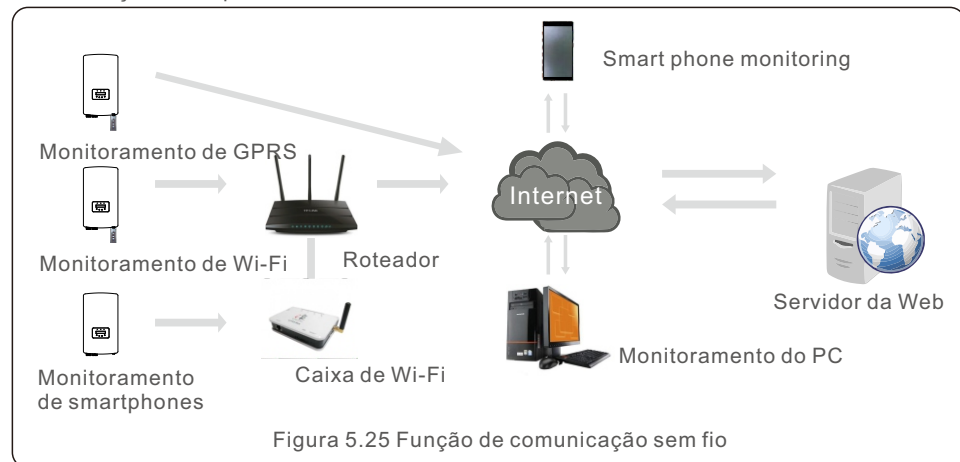 Smart phone monitoring
Monitoramento de GPRS
Internet
Monitoramento de Wi-Fi
Roteador
Servidor da Web
Monitoramento
de smartphones
Caixa de Wi-Fi
Monitoramento do PC
Figura 5.25 Função de comunicação sem fio